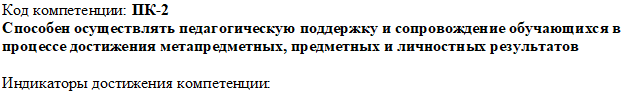 Код компетенции: ПК-2
Способен осуществлять педагогическую поддержку и сопровождение обучающихся в
процессе достижения метапредметных, предметных и личностных результатов
Индикаторы достижения компетенции: